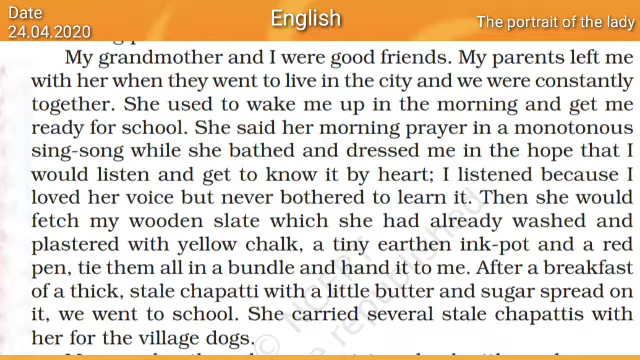 Date
24.04.2020
English
The portrait of the lady
My grandmother and I were good friends. My parents left me
with her when they went to live in the city and we were constantly
together. She used to wake me up in the morning and get me
ready for school. She said her morning prayer in a monotonous
sing-song while she bathed and dressed me in the hope that I
would listen and get to know it by heart; I listened because I
loved her voice but never bothered to learn it. Then she would
fetch my wooden slate which she had already washed and
plastered with yellow chalk, a tiny earthen ink-pot and a red
pen, tie them all in a bundle and hand it to me. After a breakfast
of a thick, stale chapatti with a little butter and sugar spread on
it, we went to school. She carried several stale chapattis with
her for the village dogs.
© NCERT
republished